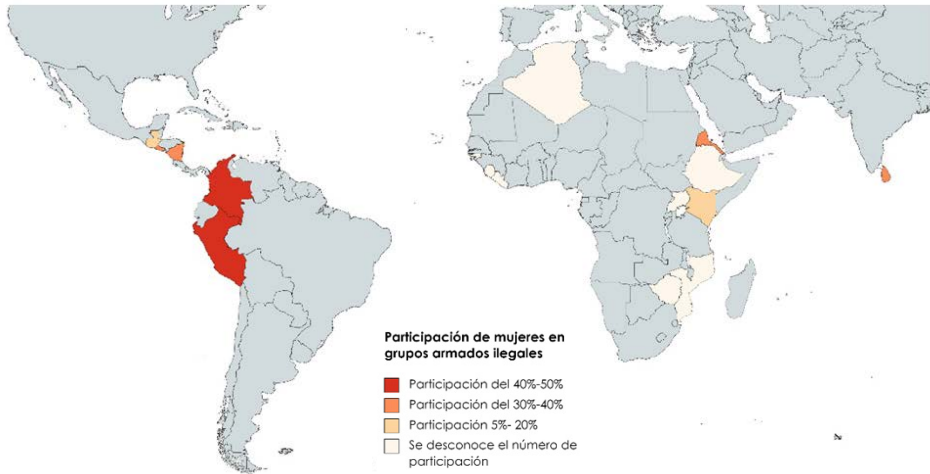 Participación de mujeres en
grupos armados ilegales
Participación del 40%-50%
Participación del 30%-40%
Participación 5%- 20%
Se desconoce el número de
participación